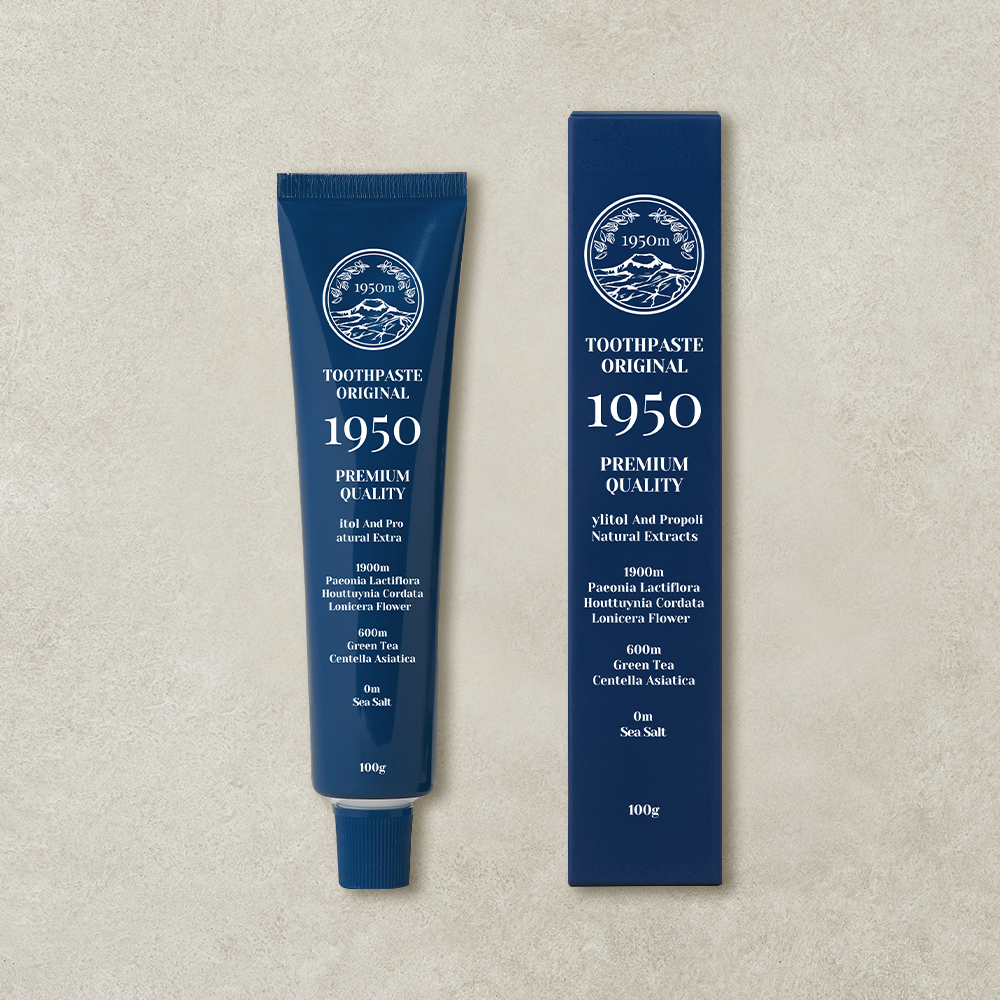 1950m
TOOTHPASTE
ORIGINAL
1950
PREMIUM
QUALITY
itol And Pro
atural Extra
1900m
Paeonia Lactiflora
Houttuynia Cordata
Lonicera Flower
600m
Green Tea
Centella Asiatica
0m
Sea Salt
100g
1950m
TOOTHPASTE
ORIGINAL
1950
PREMIUM
QUALITY
ylitol And Propoli
Natural Extracts
1900m
Paeonia Lactiflora
Houttuynia Cordata
Lonicera Flower
600m
Green Tea
Centella Asiatica
0m
Sea Salt
100g